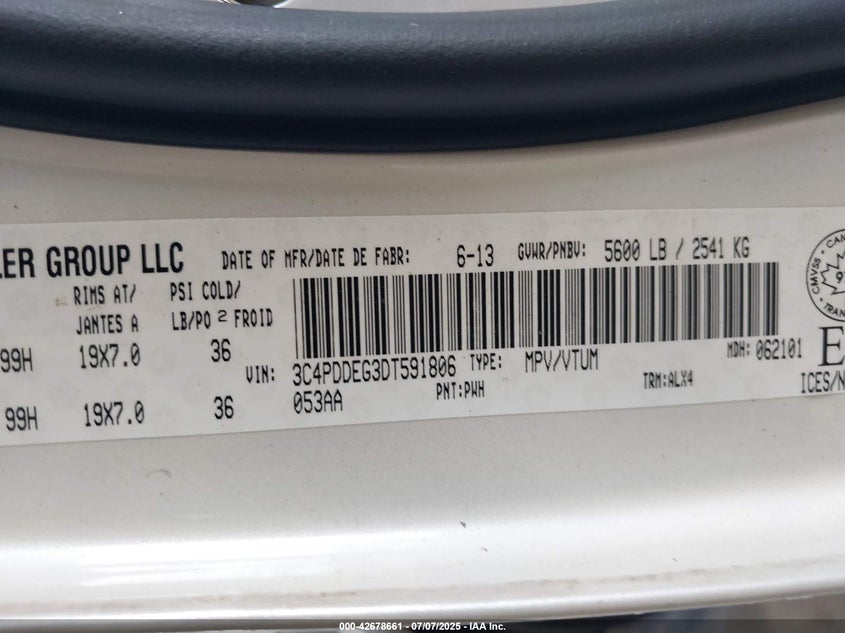 LER GROUP LLC DATE OF MFR/DATE DE FABR: 6-13 GVWR/PNBV: 5600 LB / 2541 KG
RIMS AT/ PSI COLD/
JANTES A LB/PO 2 FROID
99H 19X7.0 36
VIN: 3C4PDDEG3DT591806 TYPE: MPV/VTUM MDH: 062101
99H 19X7.0 36 053AA PNT:PWH TRM:ALX4 ICES/N
CMVSS
000-42678661 / 07/07/2025 - IAA Inc.